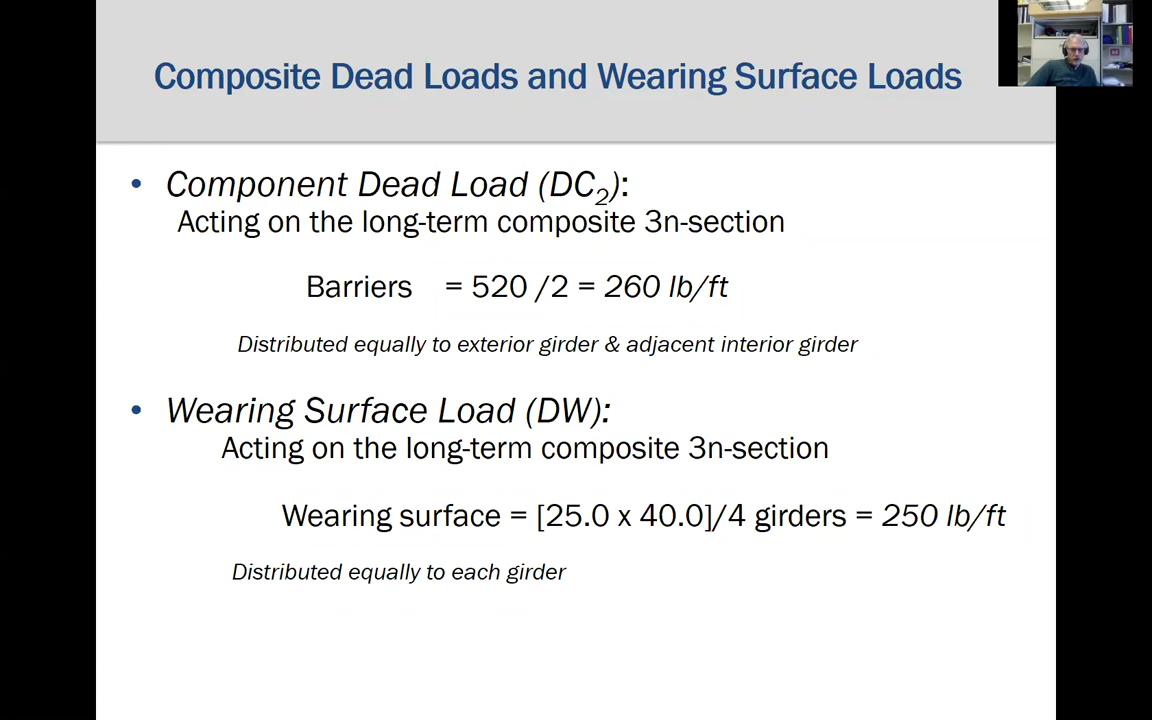 Composite Dead Loads and Wearing Surface Loads
• Component Dead Load (DC2):
Acting on the long-term composite 3n-section
Barriers = 520 /2 = 260 lb/ft
Distributed equally to exterior girder & adjacent interior girder
• Wearing Surface Load (DW):
Acting on the long-term composite 3n-section
Wearing surface = [25.0 x 40.0]/4 girders = 250 lb/ft
Distributed equally to each girder